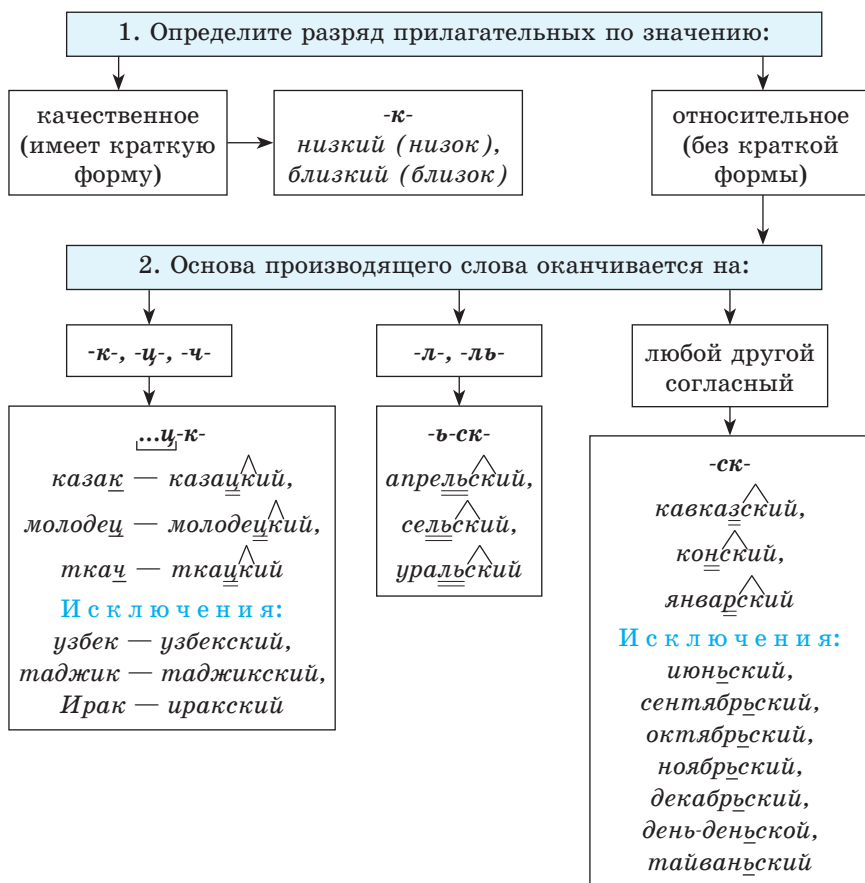 1. Определите разряд прилагательных по значению:
качественное
(имеет краткую
форму)
-к-
низкий (низок),
близкий (близок)
относительное
(без краткой
формы)
2. Основа производящего слова оканчивается на:
-к-, -ц-, -ч-
...ц-к-
казак — казацкий,
молодец — молодецкий,
ткач — ткацкий
Исключения:
узбек — узбекский,
таджик — таджикский,
Ирак — иракский
-л-, -ль-
-ь-ск-
апрельский,
сельский,
уральский
любой другой
согласный
-ск-
кавказский,
конский,
январский
Исключения:
июньский,
сентябрьский,
октябрьский,
ноябрьский,
декабрьский,
день-деньской,
тайваньский